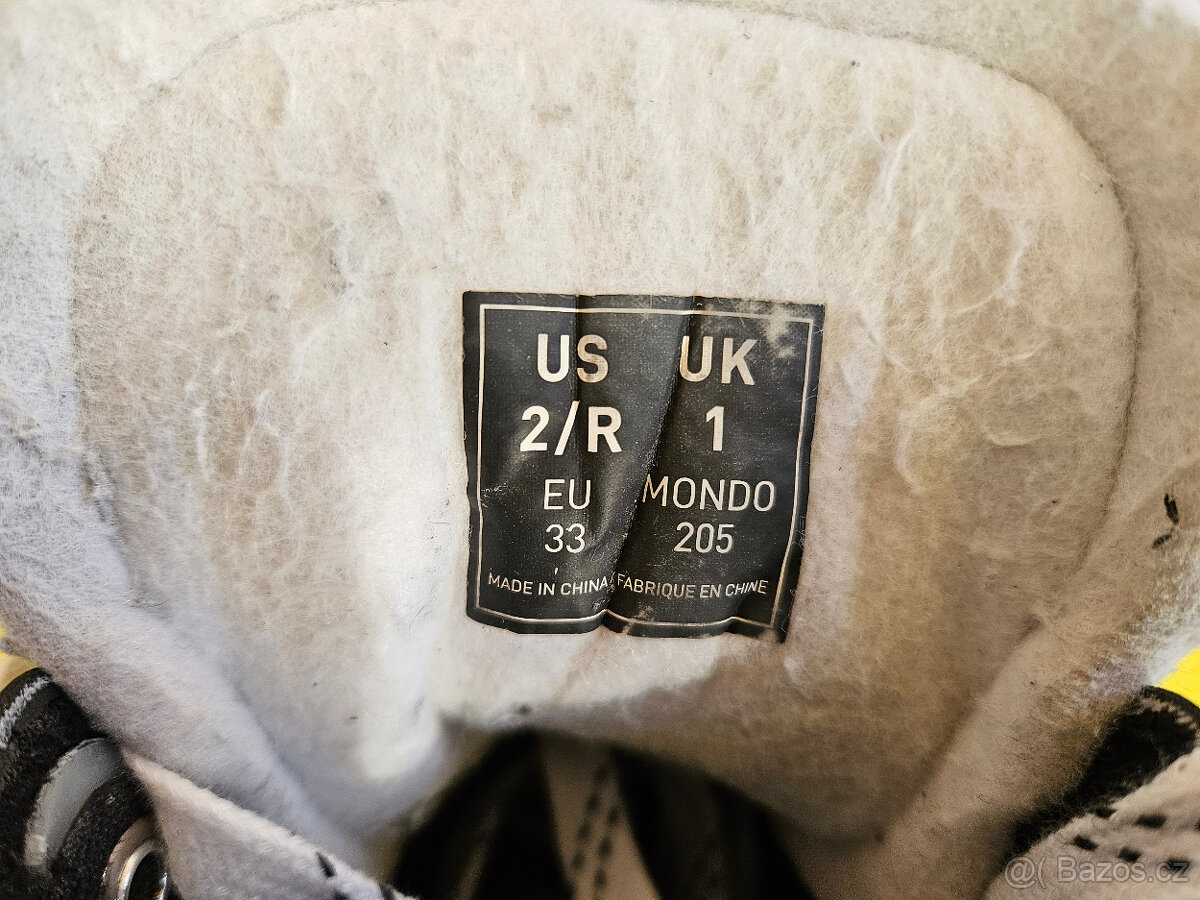 US UK
2/R 1
EU MONDO
33 205
MADE IN CHINA/FABRIQUE EN CHINE
@( Bazos.cz